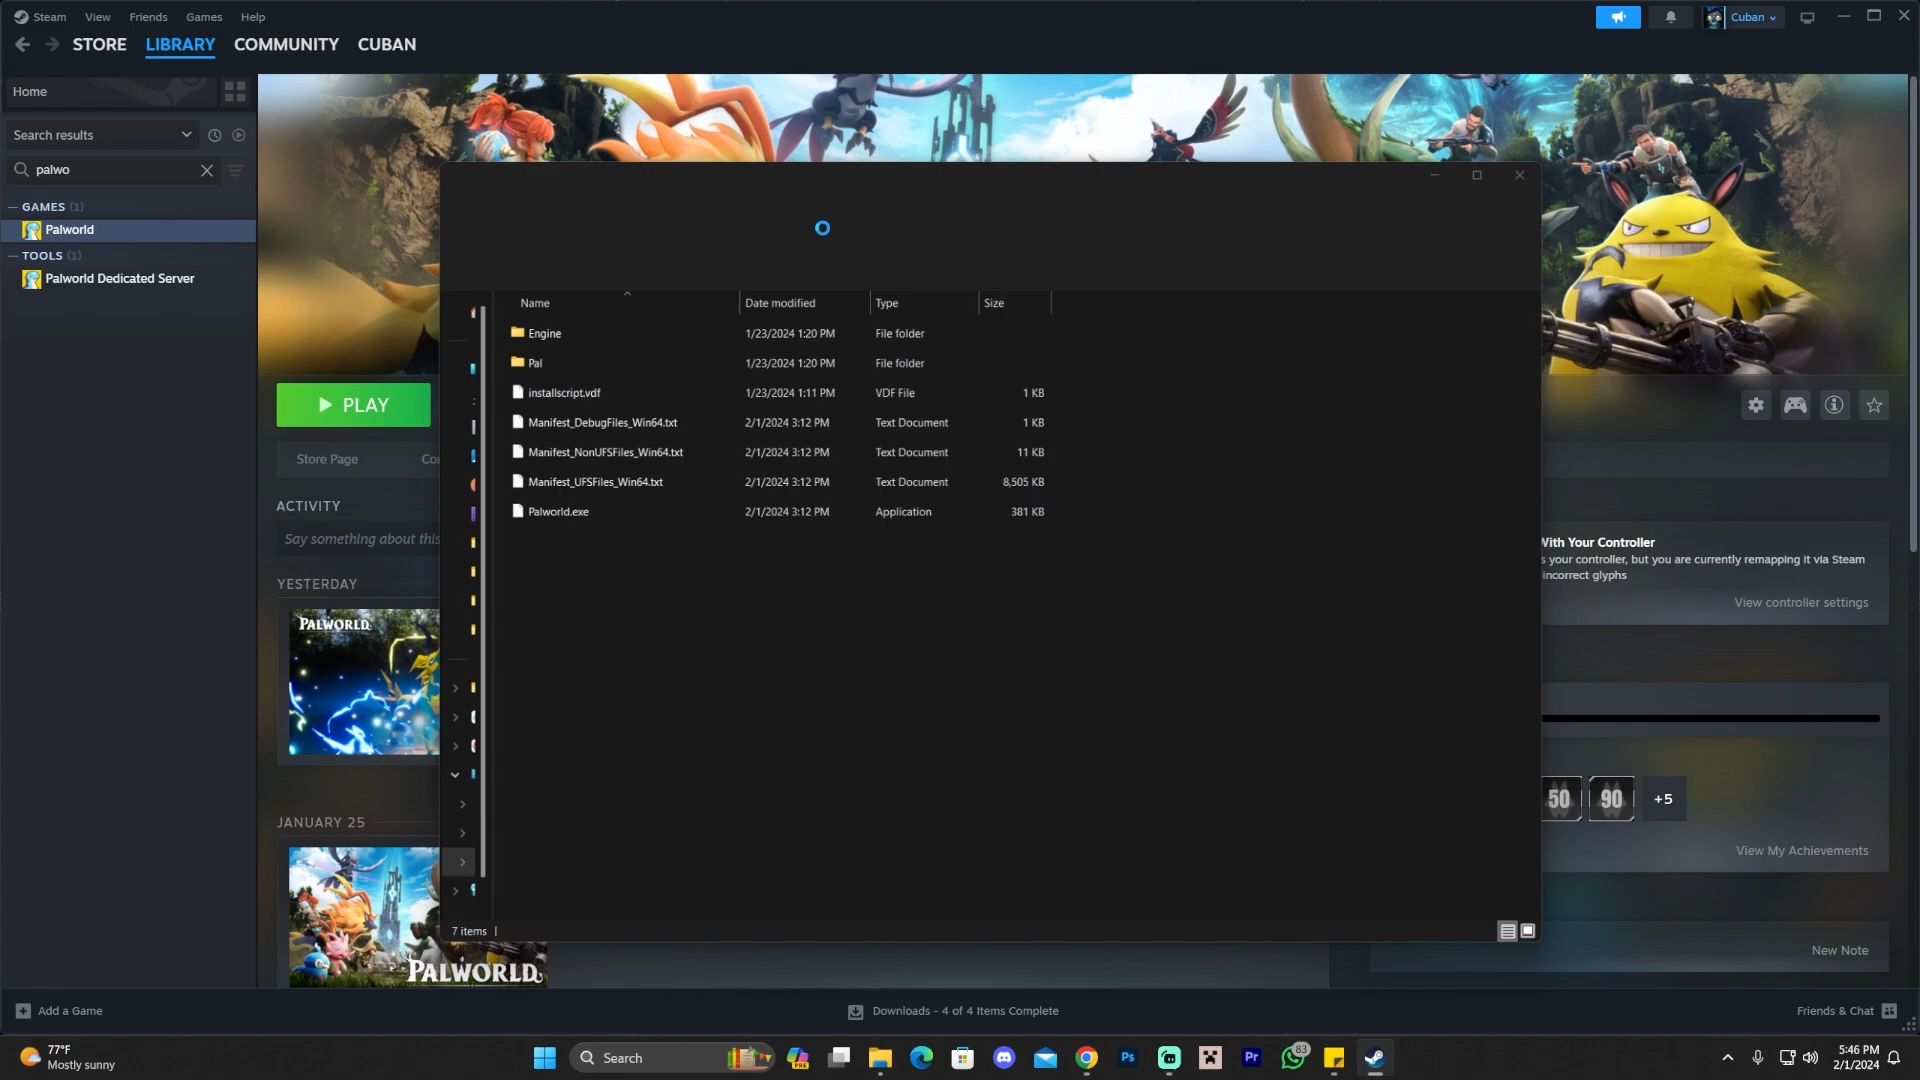 Steam View Friends Games Help
Cuban
STORE LIBRARY COMMUNITY CUBAN
Home
Search results
palwo
— GAMES (1)
Palworld
— TOOLS (1)
Palworld Dedicated Server
Name Date modified Type Size
Engine 1/23/2024 1:20 PM File folder
Pal 1/23/2024 1:20 PM File folder
installscript.vdf 1/23/2024 1:11 PM VDF File 1 KB
Manifest_DebugFiles_Win64.txt 2/1/2024 3:12 PM Text Document 1 KB
Manifest_NonUFSFiles_Win64.txt 2/1/2024 3:12 PM Text Document 11 KB
Manifest_UFSFiles_Win64.txt 2/1/2024 3:12 PM Text Document 8,505 KB
Palworld.exe 2/1/2024 3:12 PM Application 381 KB
7 items
PLAY
Store Page Co
ACTIVITY
Say something about this
YESTERDAY
PALWORLD
JANUARY 25
PALWORLD
With Your Controller
s your controller, but you are currently remapping it via Steam
incorrect glyphs
View controller settings
50 90 +5
View My Achievements
New Note
Add a Game
Downloads - 4 of 4 Items Complete
Friends & Chat
77°F
Mostly sunny
Search
PRE
Ps
Pr
83
5:46 PM
2/1/2024